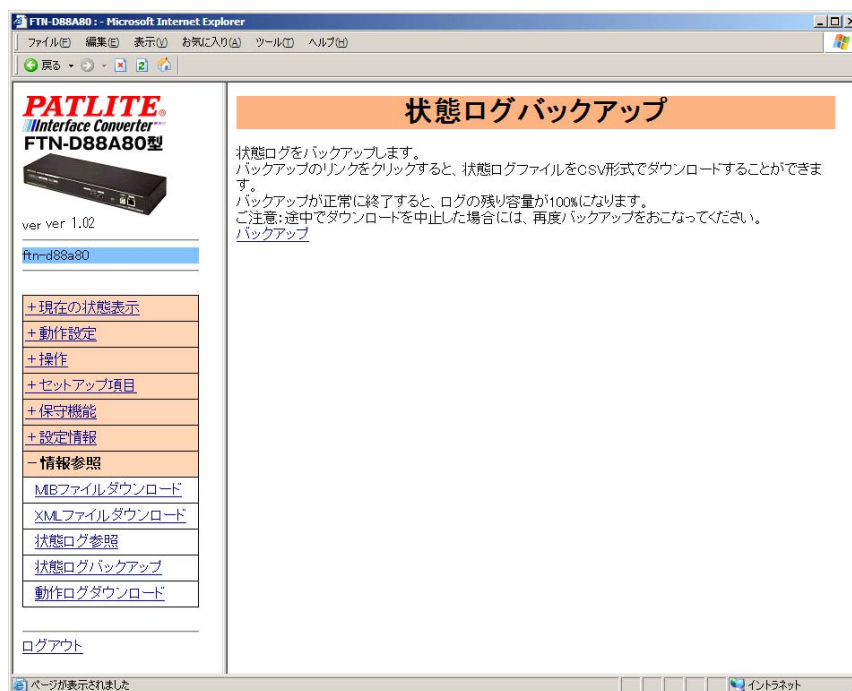 FTN-D88A80 : - Microsoft Internet Explorer
ファイル(F) 編集(E) 表示(V) お気に入り(A) ツール(T) ヘルプ(H)
戻る
PATLITE®
Interface Converter
FTN-D88A80型
ver ver 1.02
ftn-d88a80
+現在の状態表示
+動作設定
+操作
+セットアップ項目
+保守機能
+設定情報
-情報参照
MIBファイルダウンロード
XMLファイルダウンロード
状態ログ参照
状態ログバックアップ
動作ログダウンロード
ログアウト
状態ログバックアップ
状態ログをバックアップします。
バックアップのリンクをクリックすると、状態ログファイルをCSV形式でダウンロードすることができま
す。
バックアップが正常に終了すると、ログの残り容量が100%になります。
ご注意:途中でダウンロードを中止した場合には、再度バックアップをおこなってください。
バックアップ
ページが表示されました
イントラネット